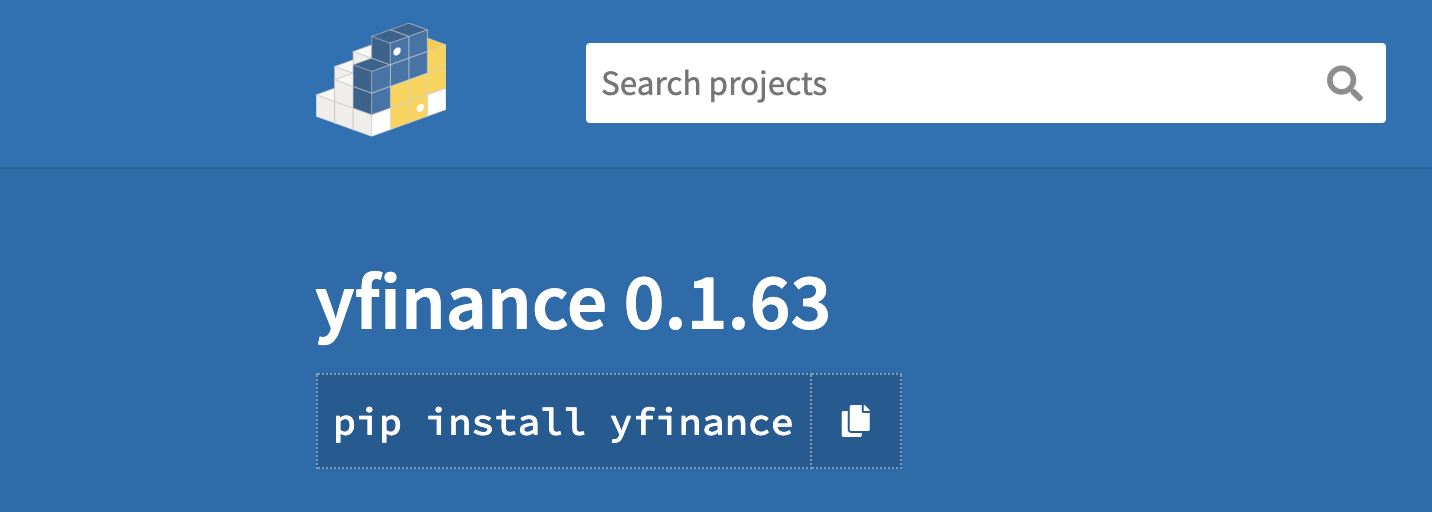 Search projects
yfinance 0.1.63
pip install yfinance